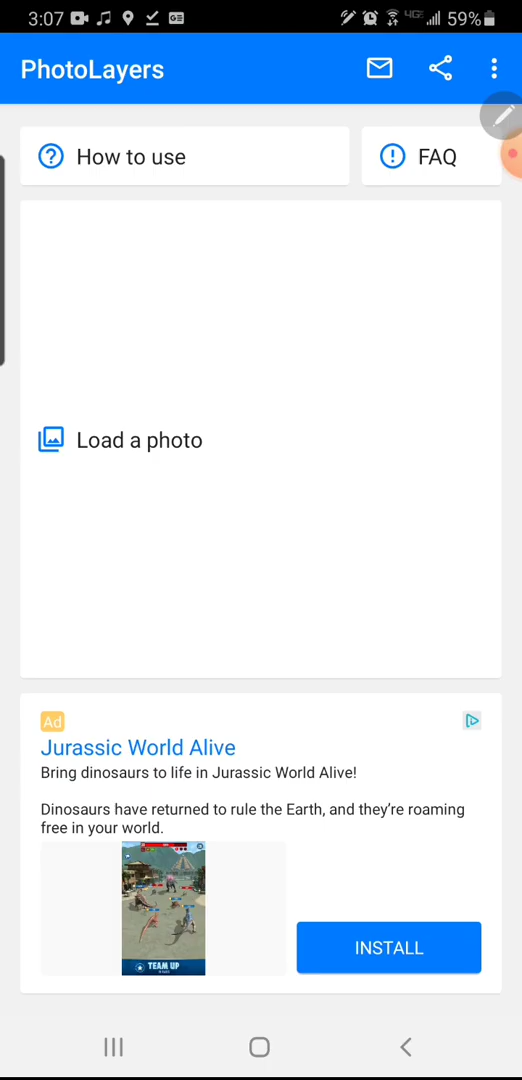 3:07 GE 4GE 59%
PhotoLayers
How to use
FAQ
Load a photo
Ad
Jurassic World Alive
Bring dinosaurs to life in Jurassic World Alive!
Dinosaurs have returned to rule the Earth, and they're roaming
free in your world.
TEAM UP
INSTALL